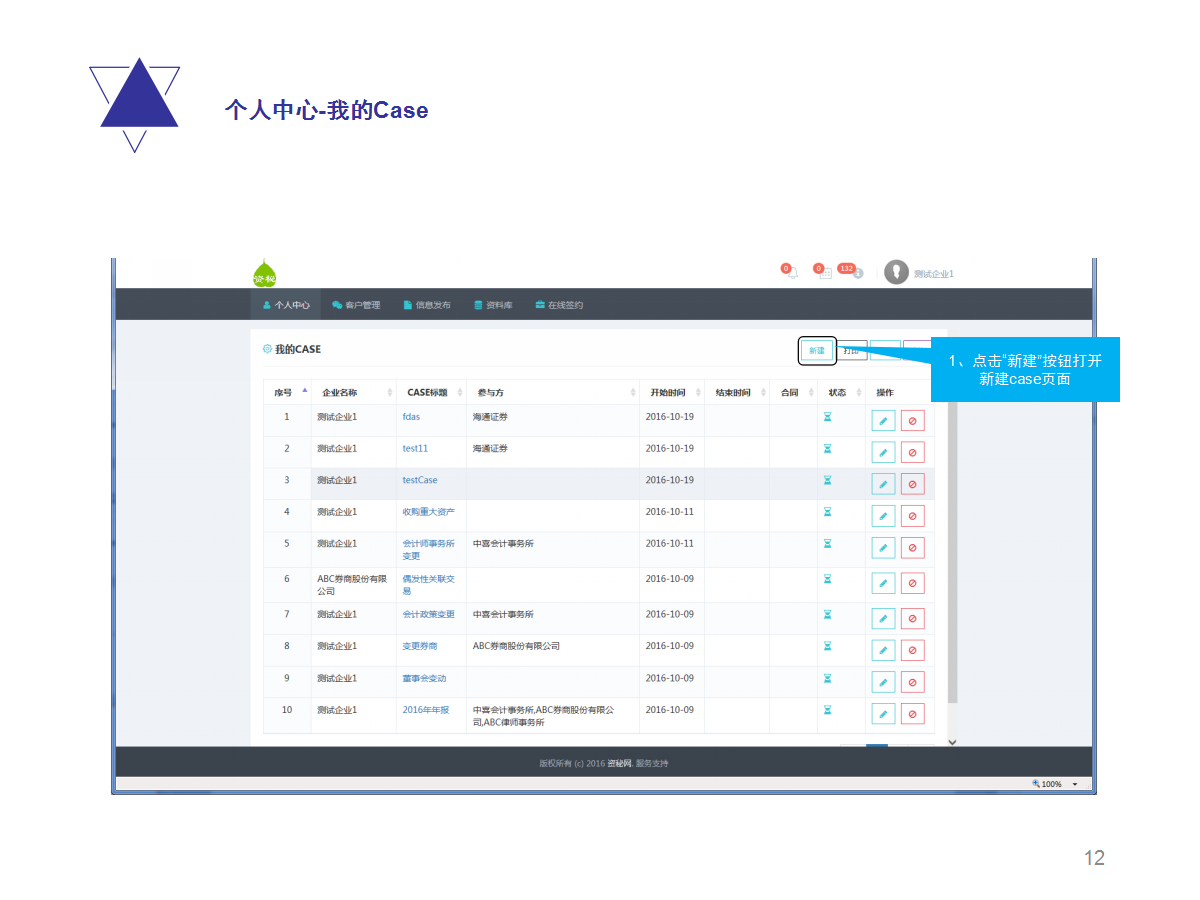 个人中心-我的Case
资秘
0
0
132
测试企业1
个人中心 客户管理 信息发布 资料库 在线签约
我的CASE
新建
1、点击“新建”按钮打开
新建case页面
序号 企业名称 CASE标题 参与方 开始时间 结束时间 合同 状态 操作
1 测试企业1 fdas 海通证券 2016-10-19
2 测试企业1 test11 海通证券 2016-10-19
3 测试企业1 testCase 2016-10-19
4 测试企业1 收购重大资产 2016-10-11
5 测试企业1 会计师事务所 中喜会计事务所 2016-10-11
变更
6 ABC券商股份有限 偶发性关联交 2016-10-09
公司 易
7 测试企业1 会计政策变更 中喜会计事务所 2016-10-09
8 测试企业1 变更券商 ABC券商股份有限公司 2016-10-09
9 测试企业1 董事会变动 2016-10-09
10 测试企业1 2016年年报 中喜会计事务所,ABC券商股份有限公 2016-10-09
司,ABC律师事务所
版权所有 (c) 2016 资秘网. 服务支持
100%
12